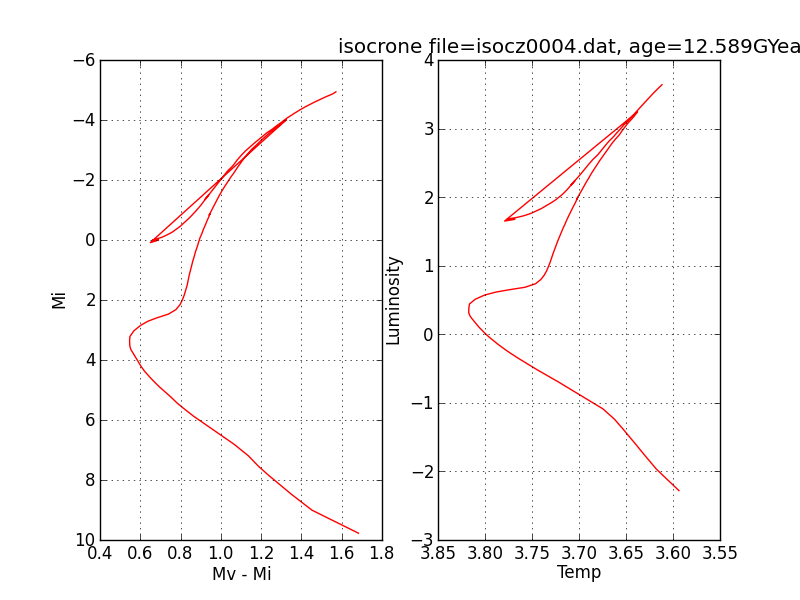 isocrone file=isocz0004.dat, age=12.589GYea
−6
−4
−2
0
2
4
6
8
10
Mi
0.4 0.6 0.8 1.0 1.2 1.4 1.6 1.8
Mv - Mi
4
3
2
1
0
−1
−2
−3
Luminosity
3.85 3.80 3.75 3.70 3.65 3.60 3.55
Temp